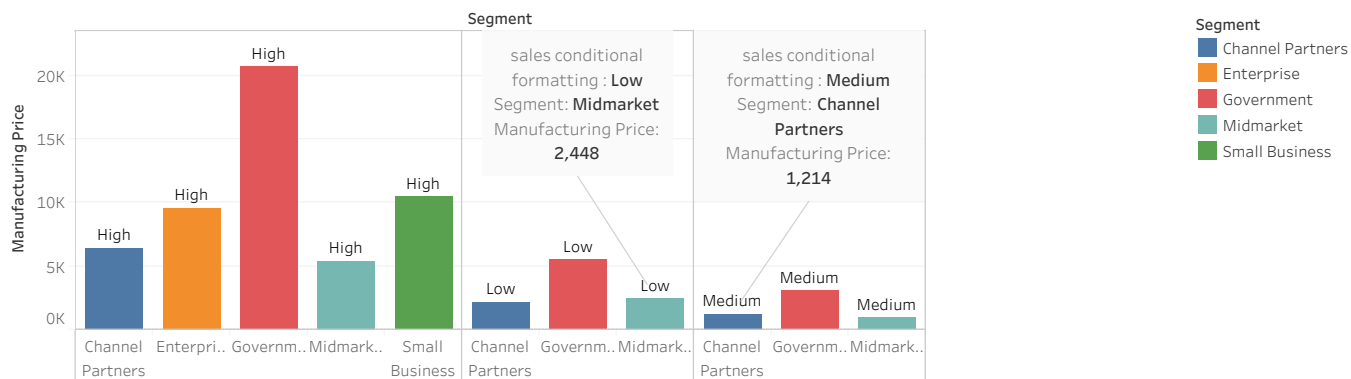 Segment
Manufacturing Price
20K
15K
10K
5K
0K
High
High
High
High
High
Low
Low
Low
Medium
Medium
Medium
sales conditional
formatting : Low
Segment: Midmarket
Manufacturing Price:
2,448
sales conditional
formatting : Medium
Segment: Channel
Partners
Manufacturing Price:
1,214
Channel
Partners
Enterpri..
Governm..
Midmark..
Small
Business
Channel
Partners
Governm..
Midmark..
Channel
Partners
Governm..
Midmark..
Segment
Channel Partners
Enterprise
Government
Midmarket
Small Business